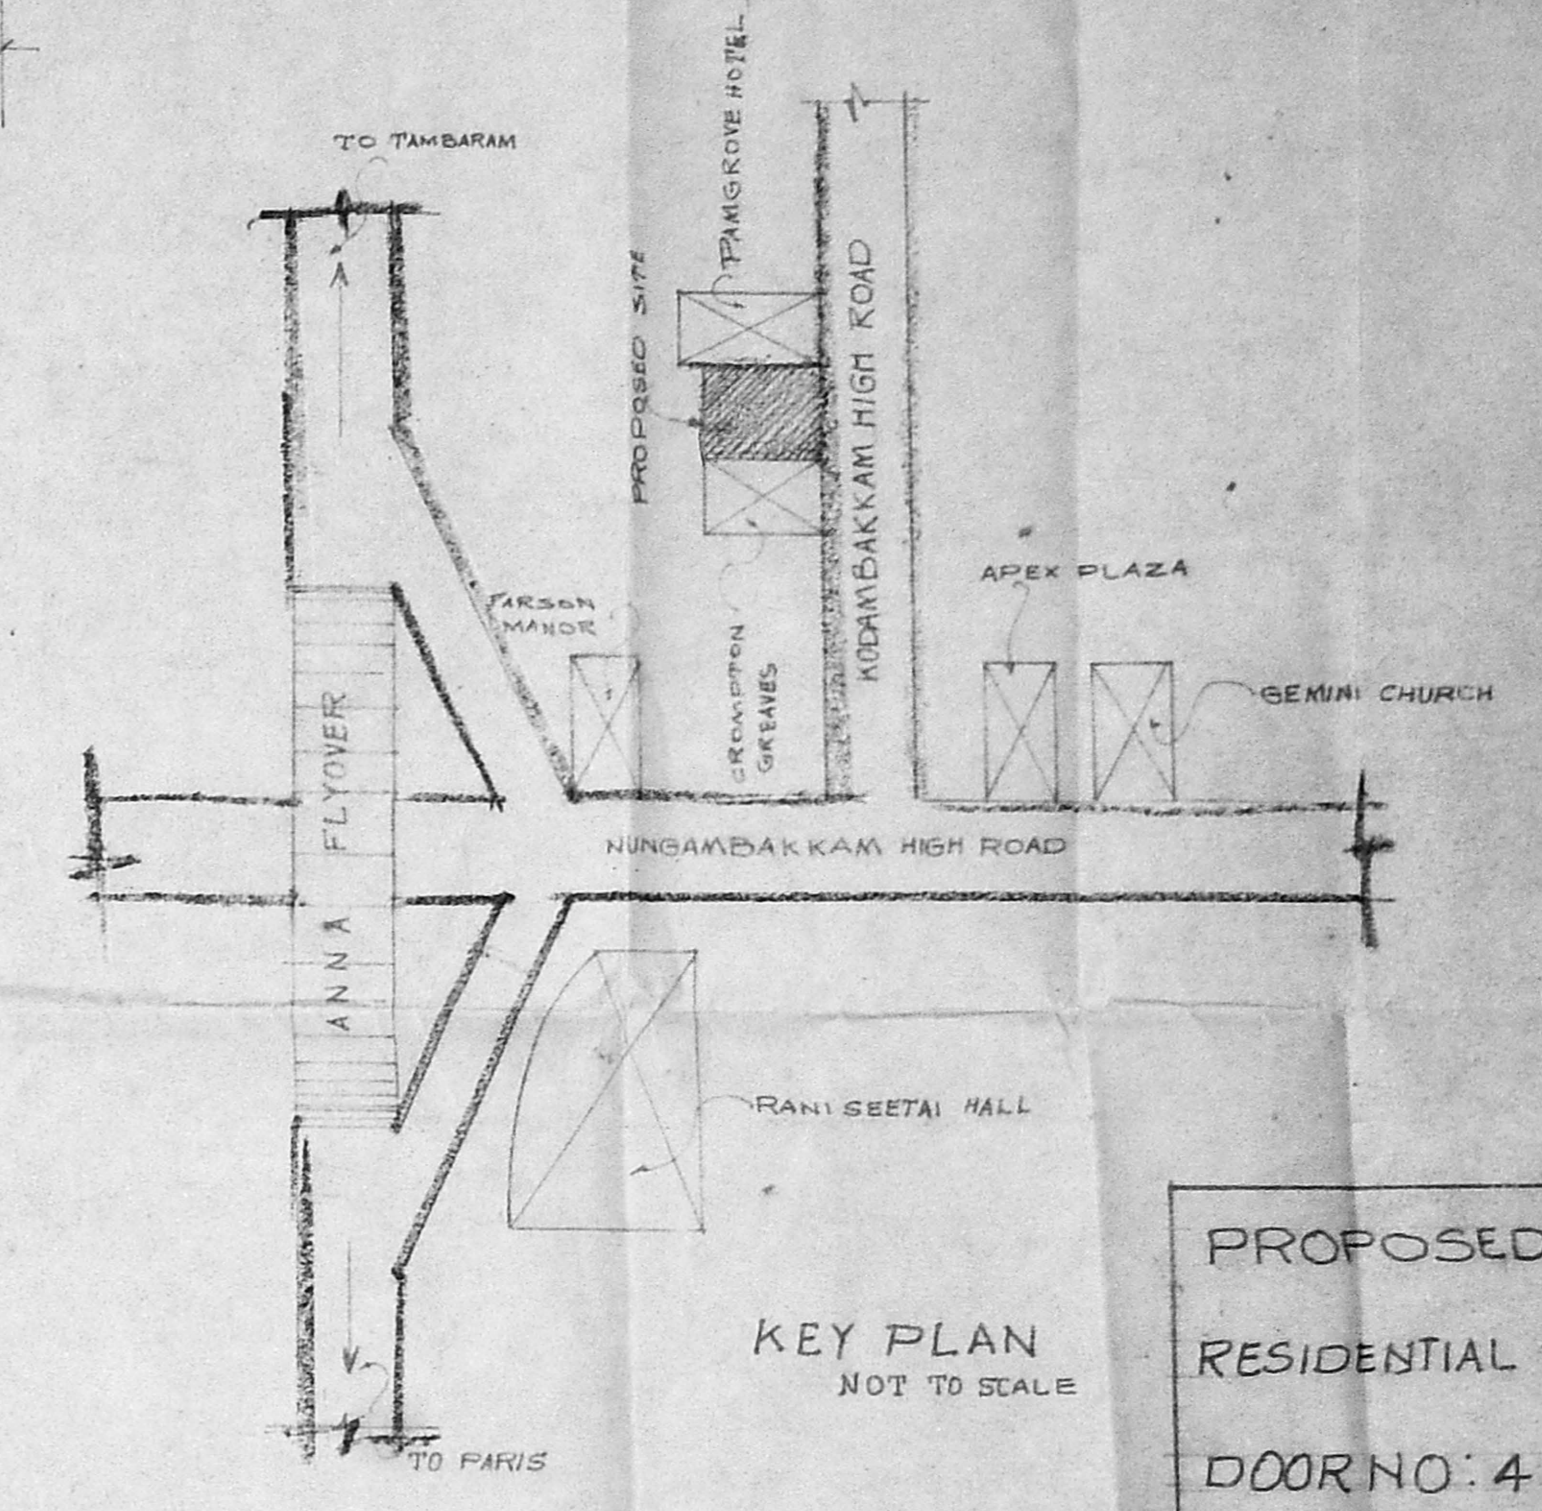 TO TAMBARAM
PAMGROVE HOTEL
PROPOSED SITE
KODAMBAKKAM HIGH ROAD
APEX PLAZA
PARSON
MANOR
CROMPTON
GREAVES
GEMINI CHURCH
ANNA FLYOVER
NUNGAMBAKKAM HIGH ROAD
RANI SEETAI HALL
KEY PLAN
NOT TO SCALE
TO PARIS
PROPOSED
RESIDENTIAL
DOOR NO: 4